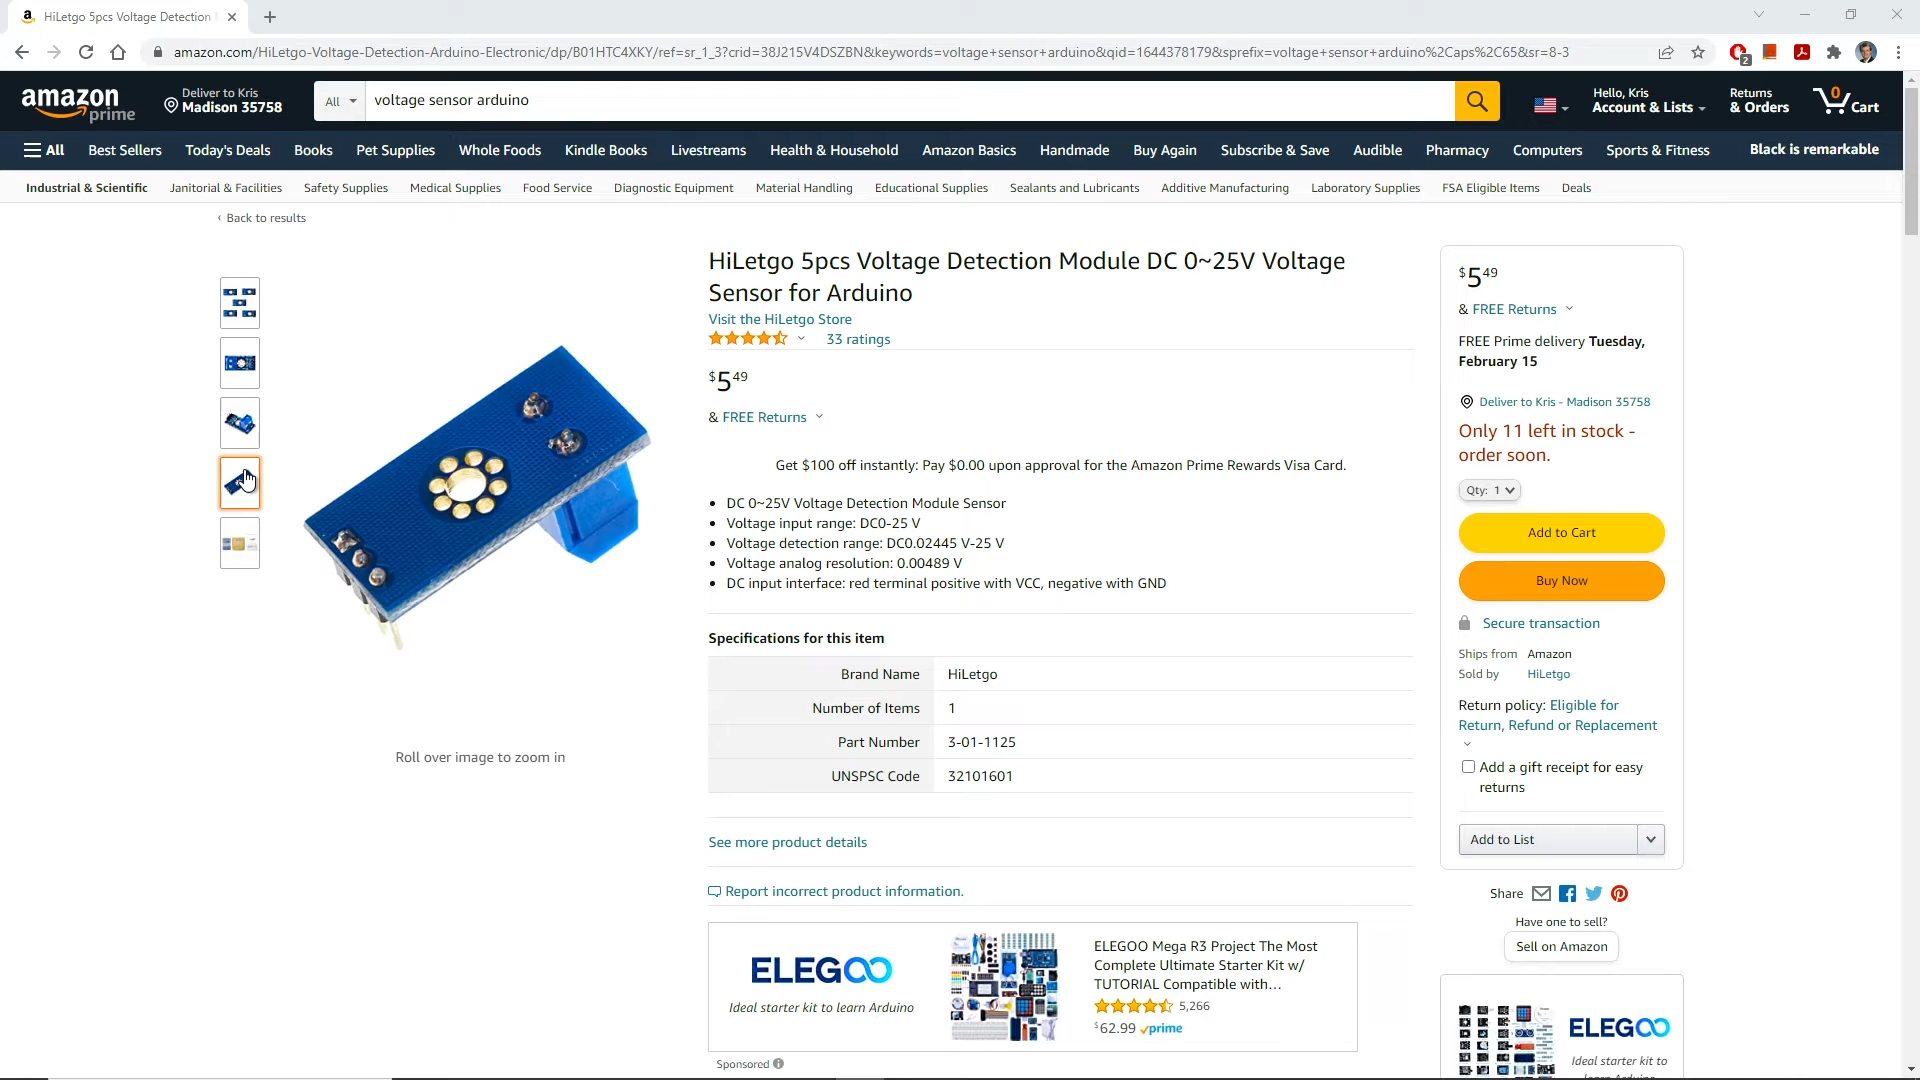 HiLetgo 5pcs Voltage Detection
amazon.com/HiLetgo-Voltage-Detection-Arduino-Electronic/dp/B01HTC4XKY/ref=sr_1_3?crid=38J215V4DSZBN&keywords=voltage+sensor+arduino&qid=1644378179&sprefix=voltage+sensor+arduino%2Caps%2C65&sr=8-3
2
amazon
prime
Deliver to Kris
Madison 35758
All
voltage sensor arduino
Hello, Kris
Account & Lists
Returns
& Orders
0
Cart
All Best Sellers Today's Deals Books Pet Supplies Whole Foods Kindle Books Livestreams Health & Household Amazon Basics Handmade Buy Again Subscribe & Save Audible Pharmacy Computers Sports & Fitness Black is remarkable
Industrial & Scientific Janitorial & Facilities Safety Supplies Medical Supplies Food Service Diagnostic Equipment Material Handling Educational Supplies Sealants and Lubricants Additive Manufacturing Laboratory Supplies FSA Eligible Items Deals
‹ Back to results
HiLetgo 5pcs Voltage Detection Module DC 0~25V Voltage
Sensor for Arduino
Visit the HiLetgo Store
33 ratings
$5 49
& FREE Returns
Get $100 off instantly: Pay $0.00 upon approval for the Amazon Prime Rewards Visa Card.
• DC 0~25V Voltage Detection Module Sensor
• Voltage input range: DC0-25 V
• Voltage detection range: DC0.02445 V-25 V
• Voltage analog resolution: 0.00489 V
• DC input interface: red terminal positive with VCC, negative with GND
Specifications for this item
Brand Name HiLetgo
Number of Items 1
Part Number 3-01-1125
UNSPSC Code 32101601
See more product details
Report incorrect product information.
Roll over image to zoom in
ELEGOO
Ideal starter kit to learn Arduino
ELEGOO Mega R3 Project The Most
Complete Ultimate Starter Kit w/
TUTORIAL Compatible with...
5,266
$62.99 prime
Sponsored
$5 49
& FREE Returns
FREE Prime delivery Tuesday,
February 15
Deliver to Kris - Madison 35758
Only 11 left in stock -
order soon.
Qty: 1
Add to Cart
Buy Now
Secure transaction
Ships from Amazon
Sold by HiLetgo
Return policy: Eligible for
Return, Refund or Replacement
Add a gift receipt for easy
returns
Add to List
Share
Have one to sell?
Sell on Amazon
ELEGOO
Ideal starter kit to